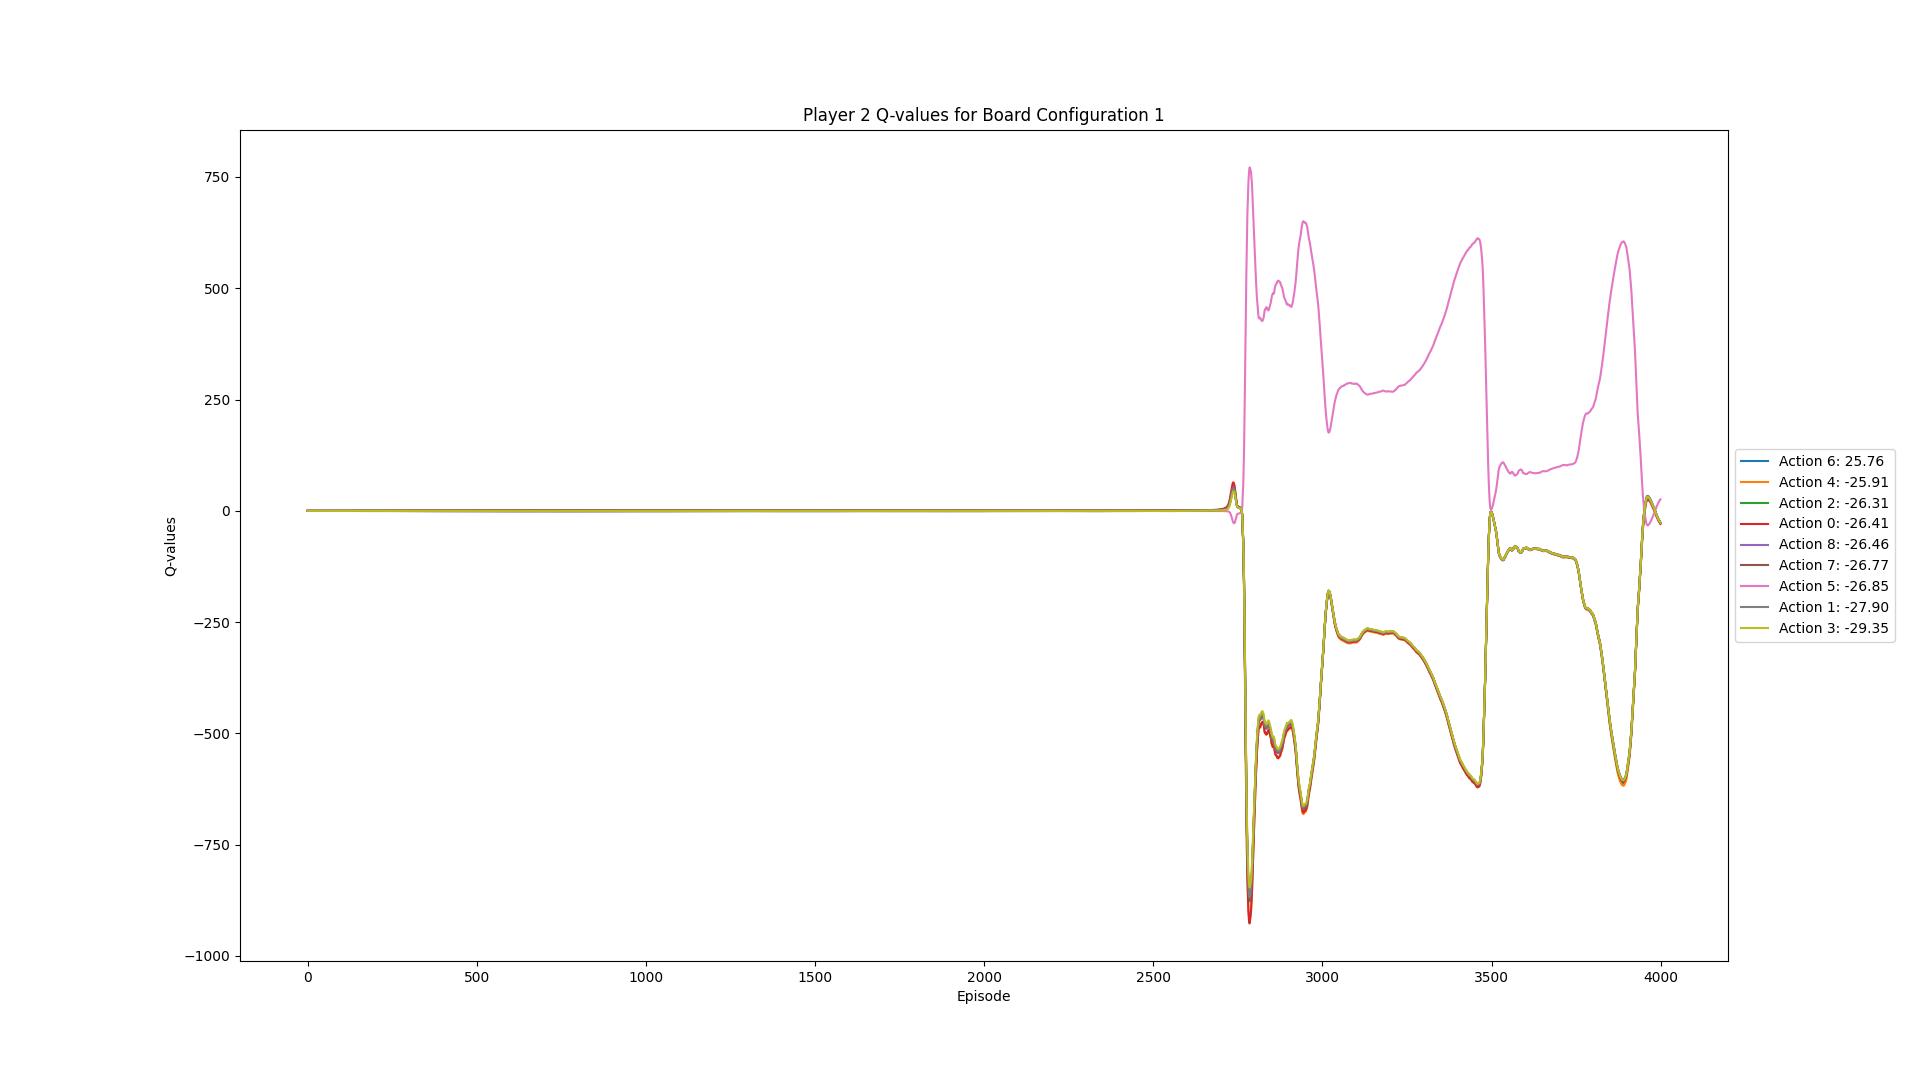 Player 2 Q-values for Board Configuration 1
750
500
250
0
−250
−500
−750
−1000
Q-values
0
500
1000
1500
2000
2500
3000
3500
4000
Episode
Action 6: 25.76
Action 4: -25.91
Action 2: -26.31
Action 0: -26.41
Action 8: -26.46
Action 7: -26.77
Action 5: -26.85
Action 1: -27.90
Action 3: -29.35